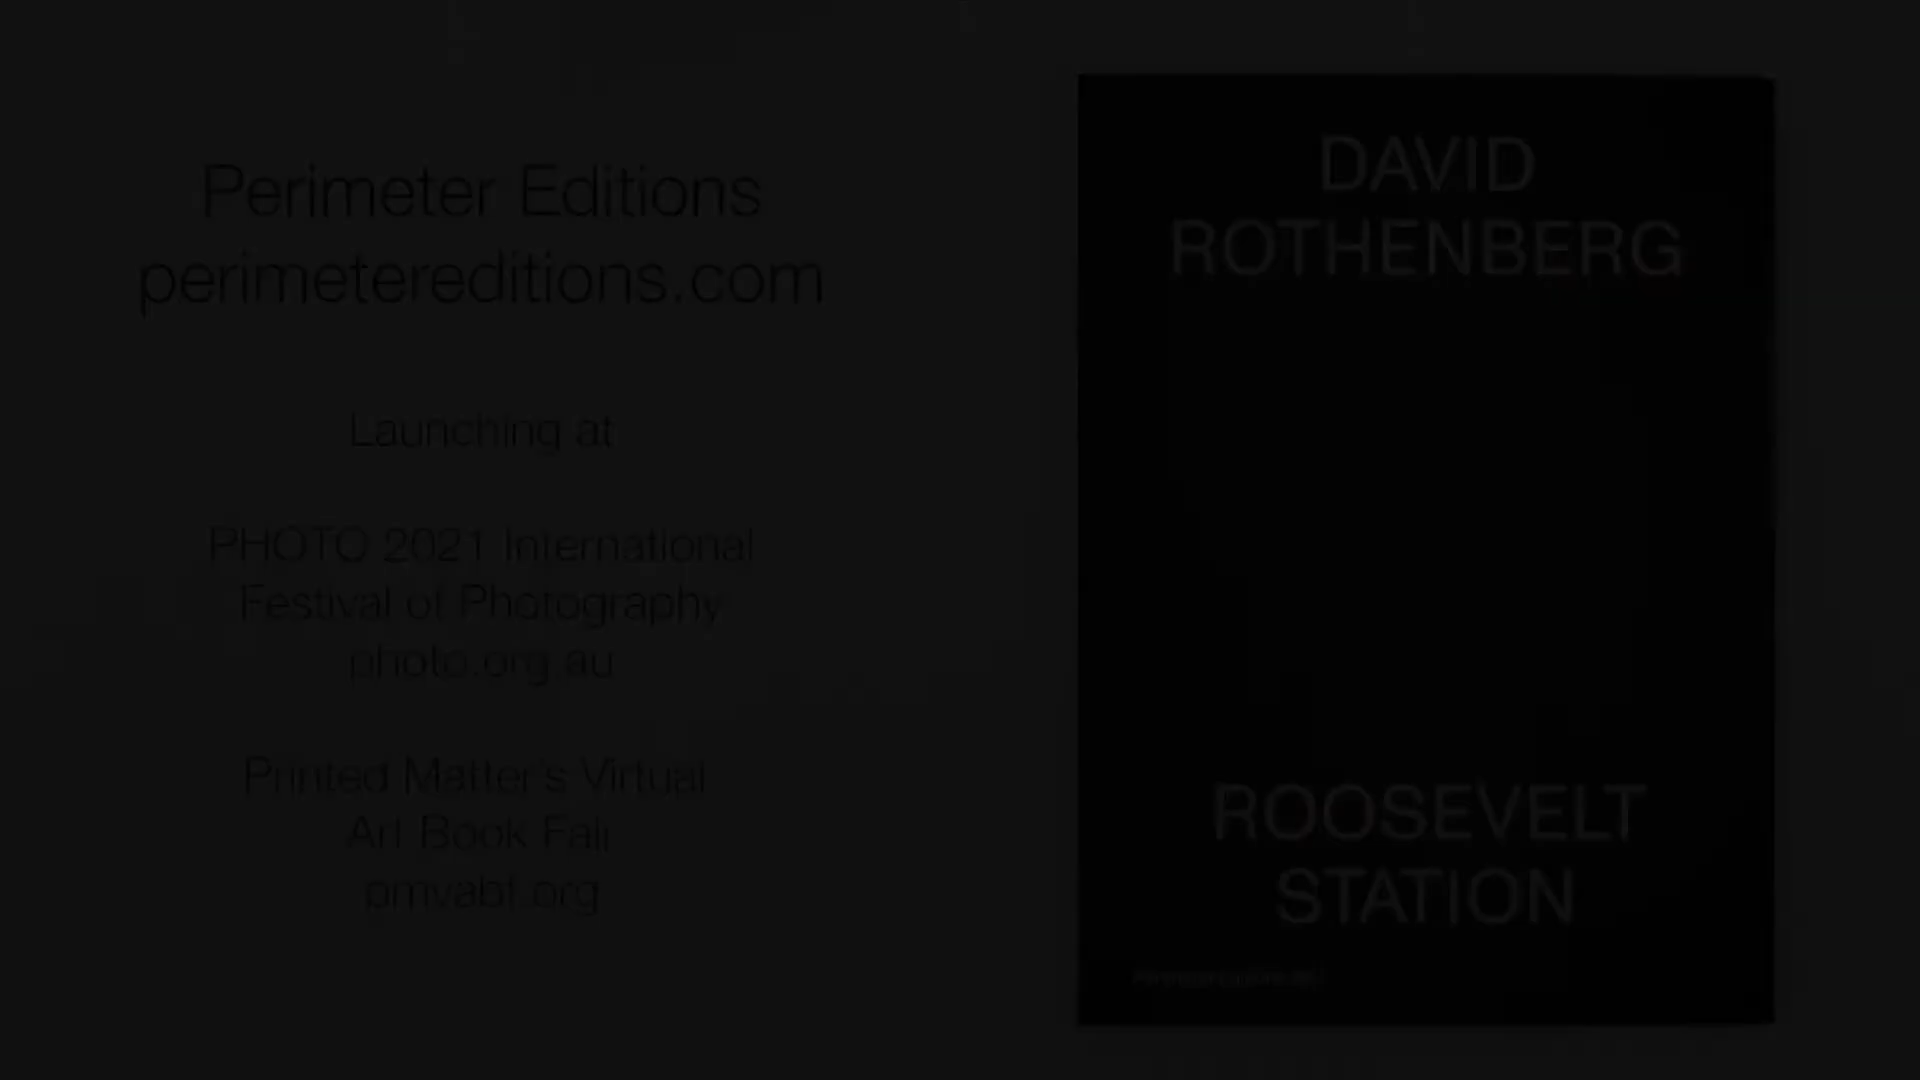 Perimeter Editions
perimetereditions.com
Launching at
PHOTO 2021 International
Festival of Photography
photo.org.au
Printed Matter's Virtual
Art Book Fair
pmvabf.org
DAVID
ROTHENBERG
ROOSEVELT
STATION